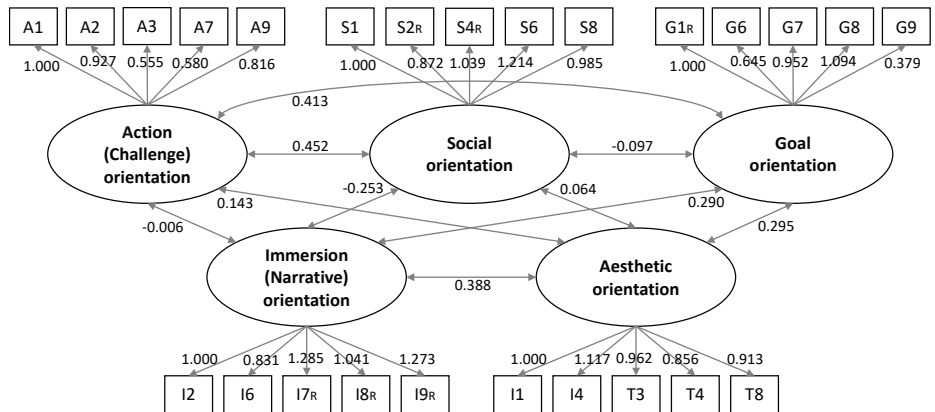 A1 A2 A3 A7 A9 S1 S2R S4R S6 S8 G1R G6 G7 G8 G9
1.000 0.927 0.555 0.580 0.816 1.000 0.872 1.039 1.214 0.985 1.000 0.645 0.952 1.094 0.379
0.413
Action
(Challenge)
orientation
0.452
Social
orientation
-0.097
Goal
orientation
-0.006 0.143 -0.253 0.064 0.290 0.295
Immersion
(Narrative)
orientation
0.388
Aesthetic
orientation
1.000 0.831 1.285 1.041 1.273 1.000 1.117 0.962 0.856 0.913
I2 I6 I7R I8R I9R I1 I4 T3 T4 T8